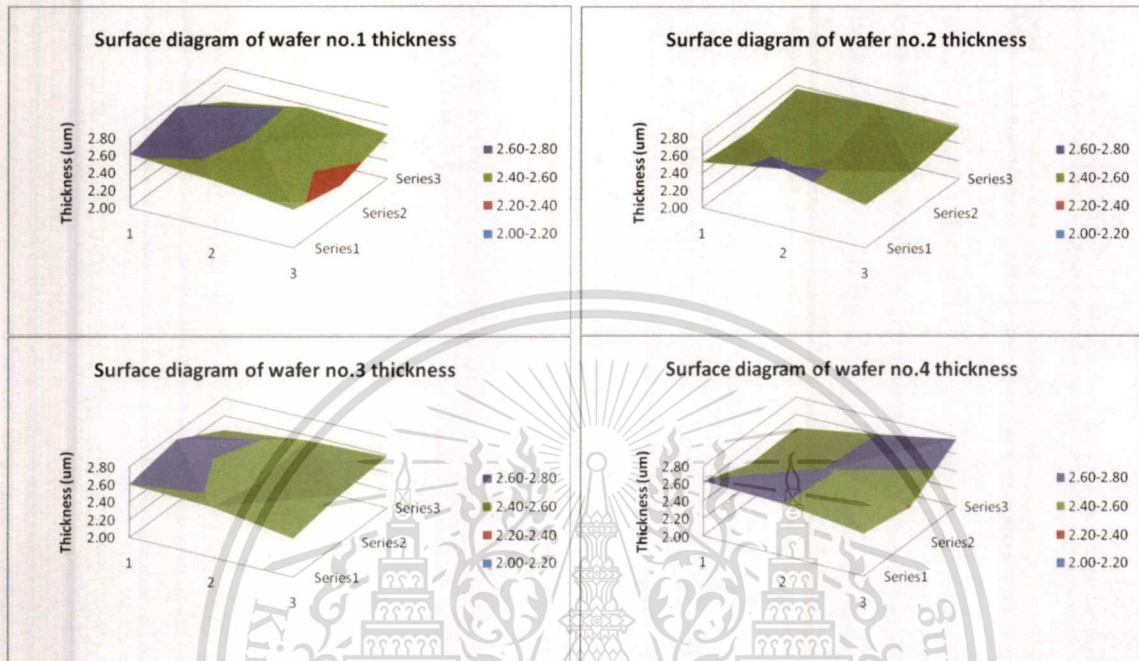 Surface diagram of wafer no.1 thickness
Thickness (um)
2.80
2.60
2.40
2.20
2.00
1
2
3
Series1
Series2
Series3
2.60-2.80
2.40-2.60
2.20-2.40
2.00-2.20
Surface diagram of wafer no.2 thickness
Thickness (um)
2.80
2.60
2.40
2.20
2.00
1
2
3
Series1
Series2
Series3
2.60-2.80
2.40-2.60
2.20-2.40
2.00-2.20
Surface diagram of wafer no.3 thickness
Thickness (um)
2.80
2.60
2.40
2.20
2.00
1
2
3
Series1
Series2
Series3
2.60-2.80
2.40-2.60
2.20-2.40
2.00-2.20
Surface diagram of wafer no.4 thickness
Thickness (um)
2.80
2.60
2.40
2.20
2.00
1
2
3
Series1
Series2
Series3
2.60-2.80
2.40-2.60
2.20-2.40
2.00-2.20